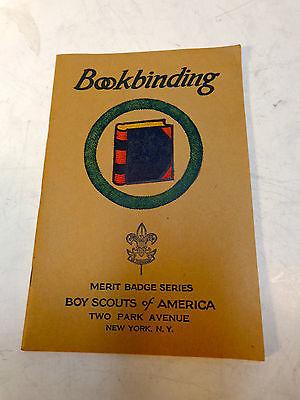 Bookbinding
MERIT BADGE SERIES
BOY SCOUTS of AMERICA
TWO PARK AVENUE
NEW YORK, N. Y.